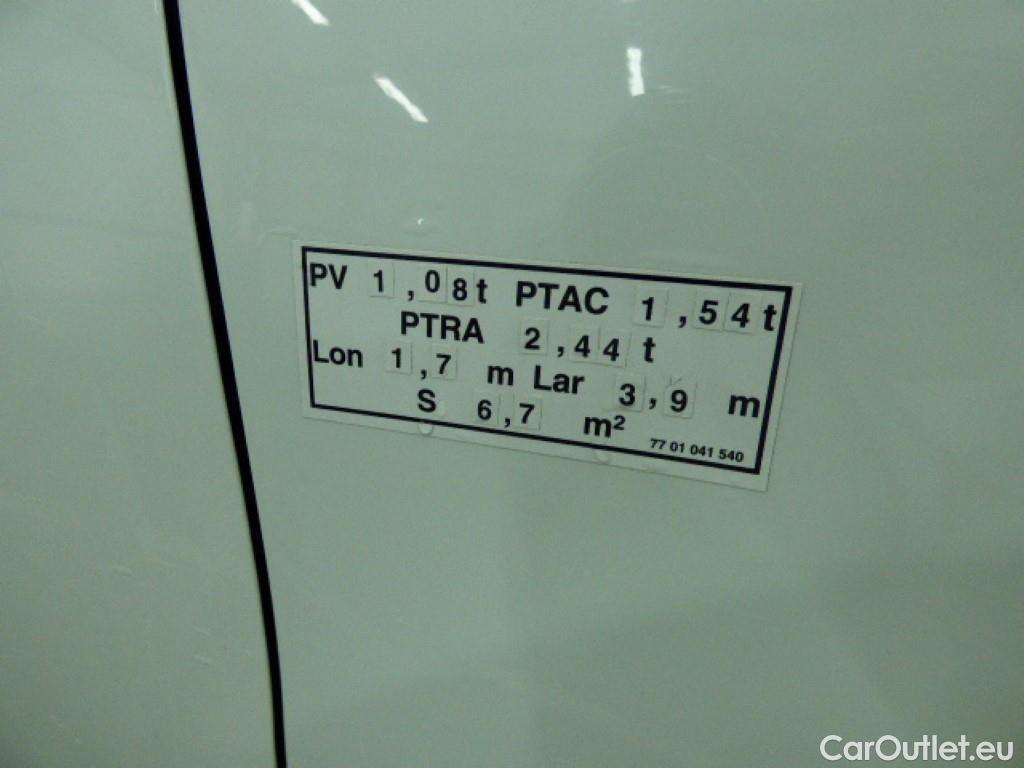 PV 1,08t PTAC 1,54t
PTRA 2,44 t
Lon 1,7 m Lar 3,9 m
S 6,7 m²
77 01 041 540
CarOutlet.eu